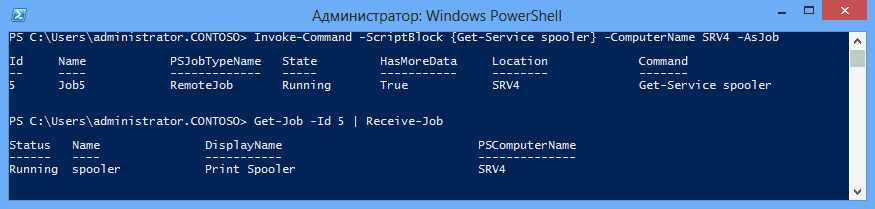 Администратор: Windows PowerShell
PS C:\Users\administrator.CONTOSO> Invoke-Command -ScriptBlock {Get-Service spooler} -ComputerName SRV4 -AsJob
Id     Name            PSJobTypeName   State         HasMoreData     Location             Command
--     ----            -------------   -----         -----------     --------             -------
5      Job5            RemoteJob       Running       True            SRV4                 Get-Service spooler
PS C:\Users\administrator.CONTOSO> Get-Job -Id 5 | Receive-Job
Status   Name               DisplayName                            PSComputerName
------   ----               -----------                            --------------
Running  spooler            Print Spooler                          SRV4